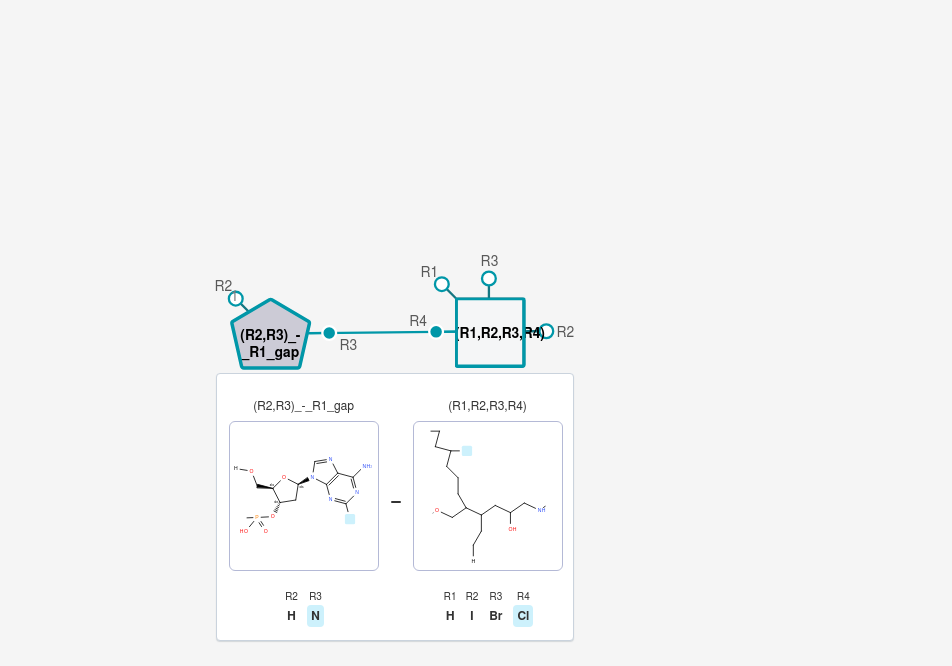 R3
R1
R2
R4
(R2,R3)_-
_R1_gap
(R1,R2,R3,R4)
R2
R3
(R2,R3)_-_R1_gap
(R1,R2,R3,R4)
N
NH₂
H
O
O
N
N
N
N
O
P
HO
O
O
NH
OH
H
R2 R3
H N
R1 R2 R3 R4
H I Br Cl